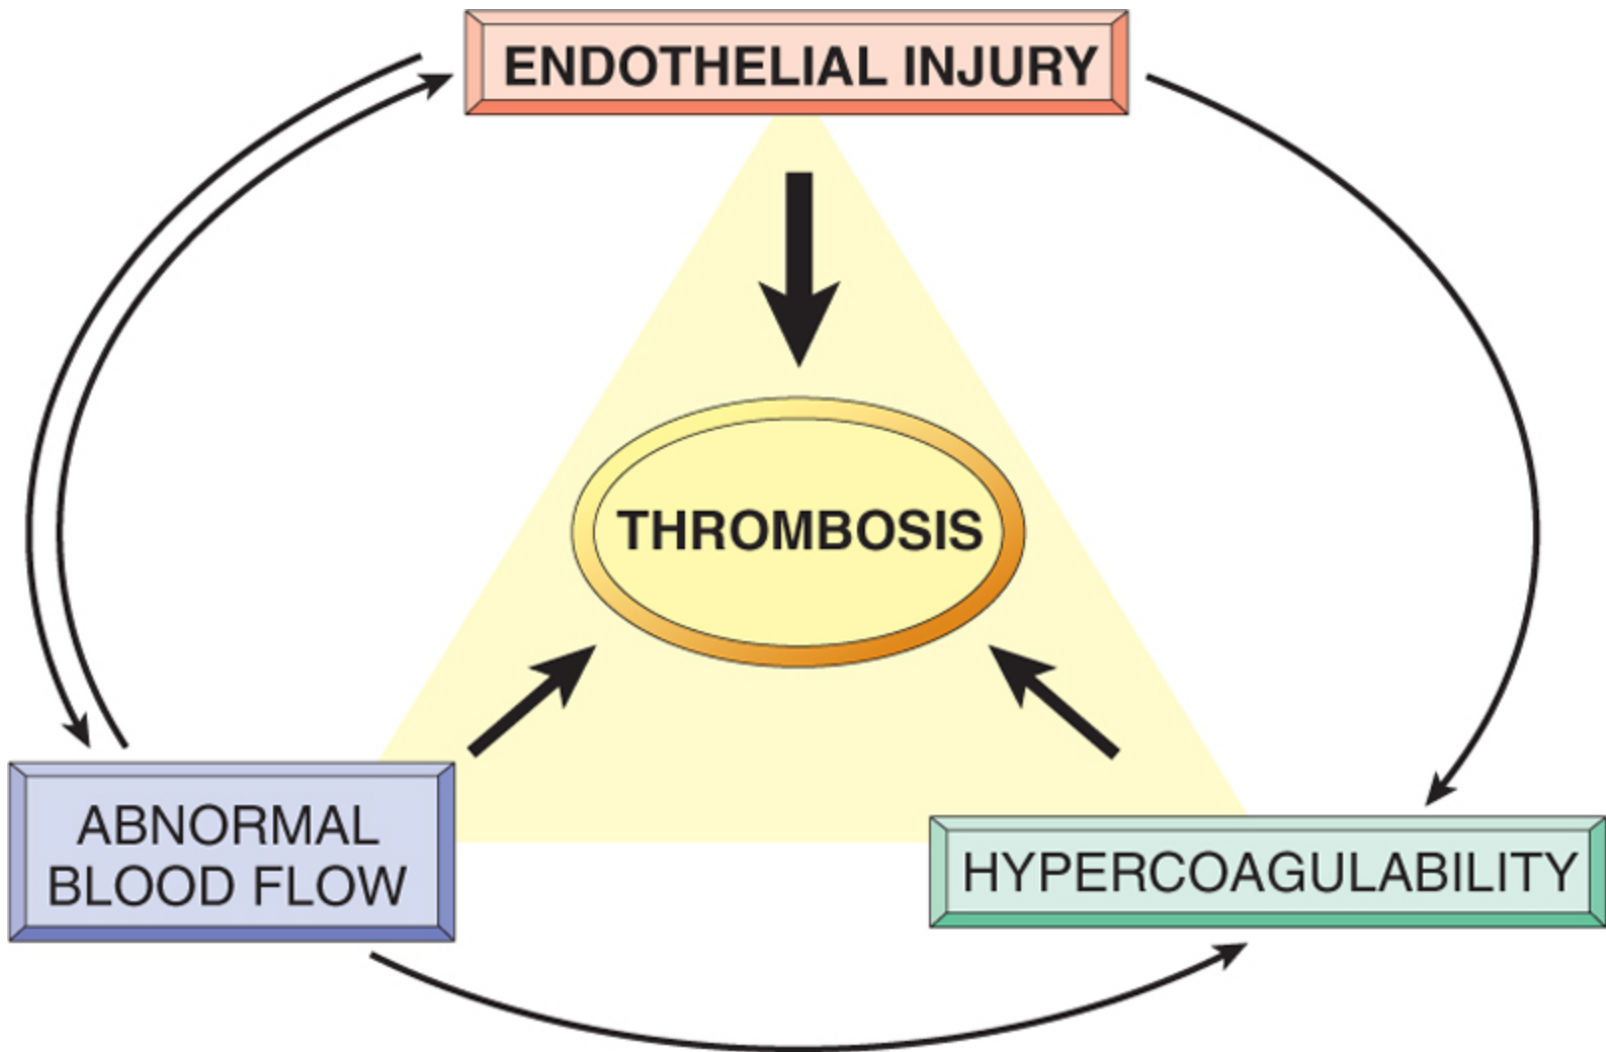 ENDOTHELIAL INJURY
THROMBOSIS
ABNORMAL
BLOOD FLOW
HYPERCOAGULABILITY